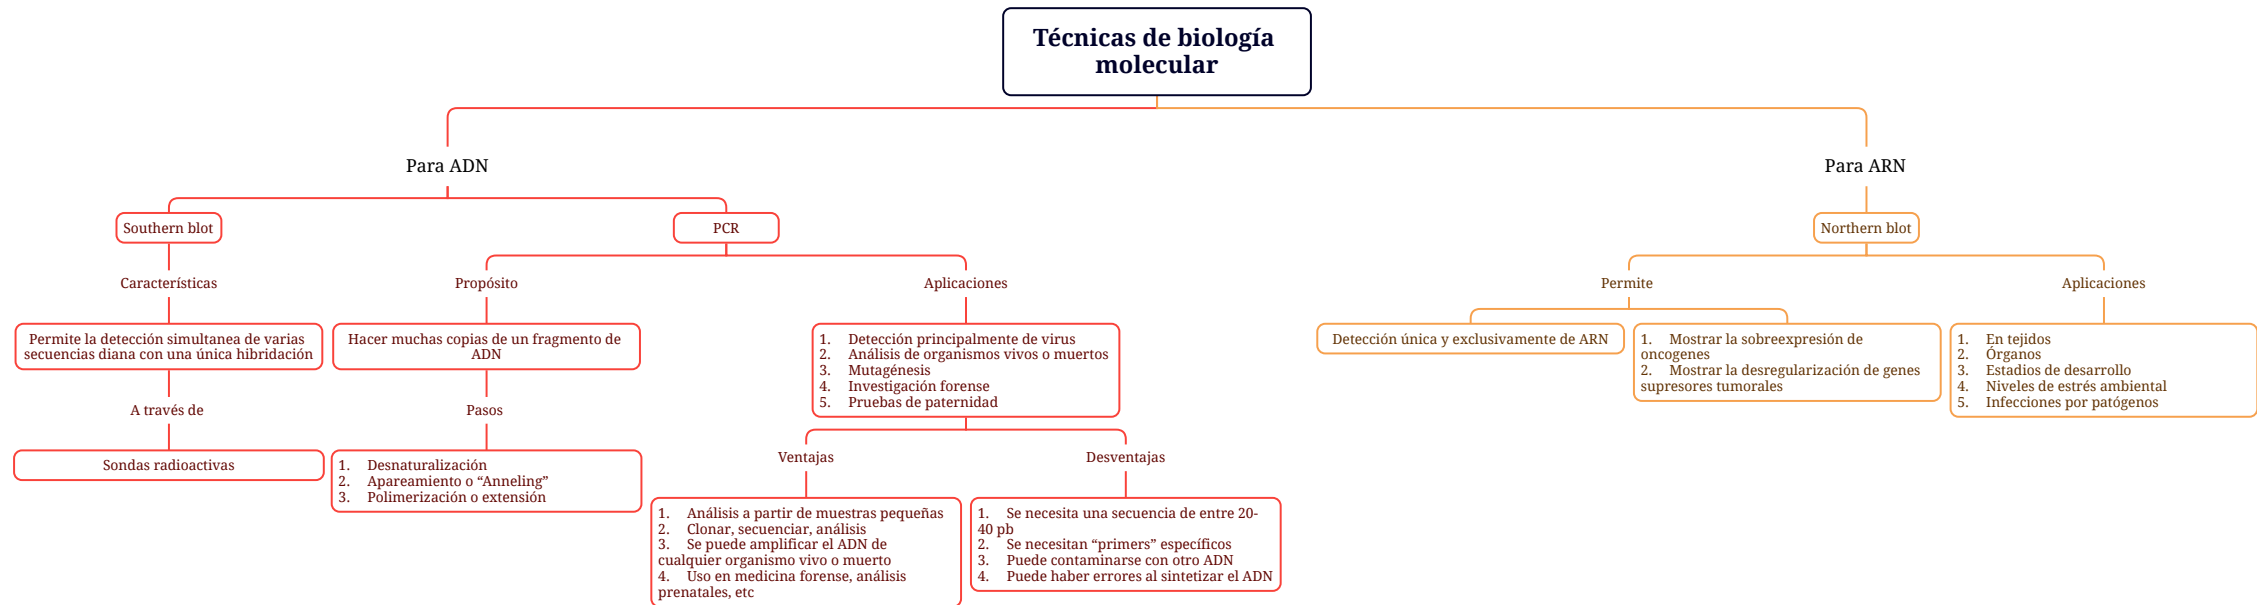 Técnicas de biología
molecular
Para ADN
Para ARN
Southern blot
PCR
Northern blot
Características
Propósito
Aplicaciones
Permite
Aplicaciones
Permite la detección simultanea de varias
secuencias diana con una única hibridación
Hacer muchas copias de un fragmento de
ADN
1. Detección principalmente de virus
2. Análisis de organismos vivos o muertos
3. Mutagénesis
4. Investigación forense
5. Pruebas de paternidad
Detección única y exclusivamente de ARN
1. Mostrar la sobreexpresión de
oncogenes
2. Mostrar la desregularización de genes
supresores tumorales
1. En tejidos
2. Órganos
3. Estadios de desarrollo
4. Niveles de estrés ambiental
5. Infecciones por patógenos
A través de
Pasos
Sondas radioactivas
1. Desnaturalización
2. Apareamiento o “Anneling”
3. Polimerización o extensión
Ventajas
Desventajas
1. Análisis a partir de muestras pequeñas
2. Clonar, secuenciar, análisis
3. Se puede amplificar el ADN de
cualquier organismo vivo o muerto
4. Uso en medicina forense, análisis
prenatales, etc
1. Se necesita una secuencia de entre 20-
40 pb
2. Se necesitan “primers” específicos
3. Puede contaminarse con otro ADN
4. Puede haber errores al sintetizar el ADN